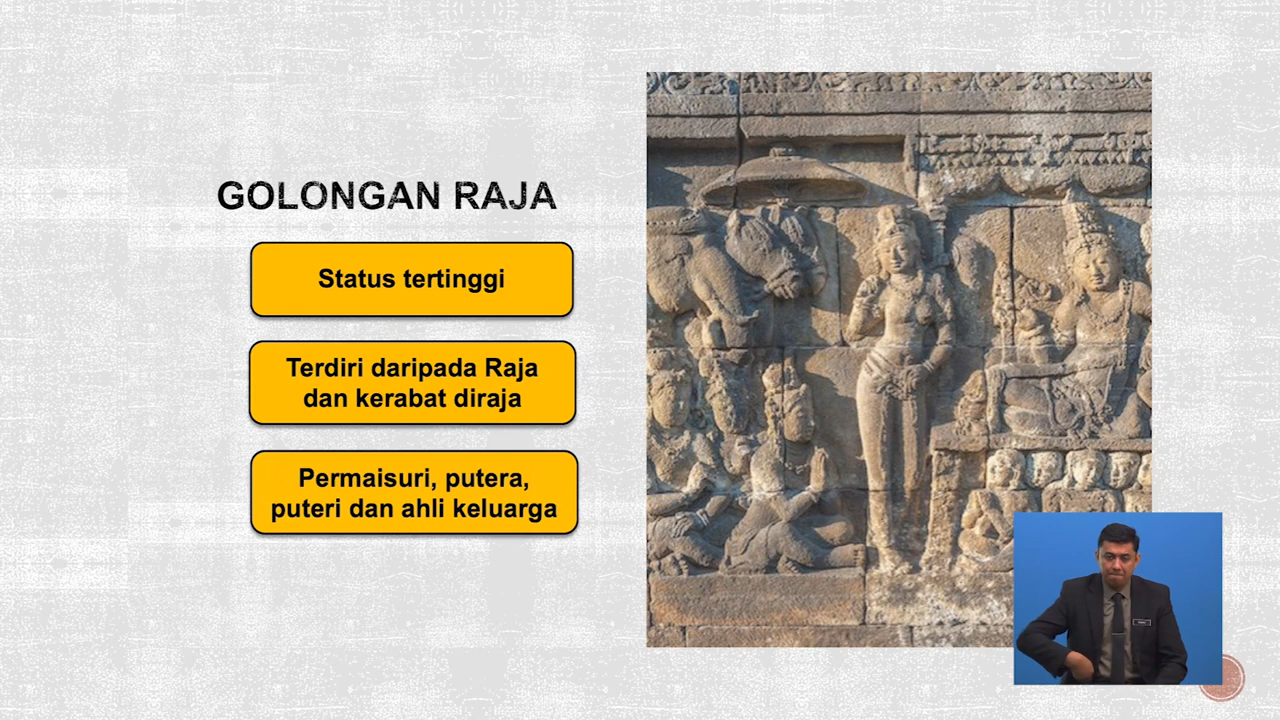 GOLONGAN RAJA
Status tertinggi
Terdiri daripada Raja
dan kerabat diraja
Permaisuri, putera,
puteri dan ahli keluarga